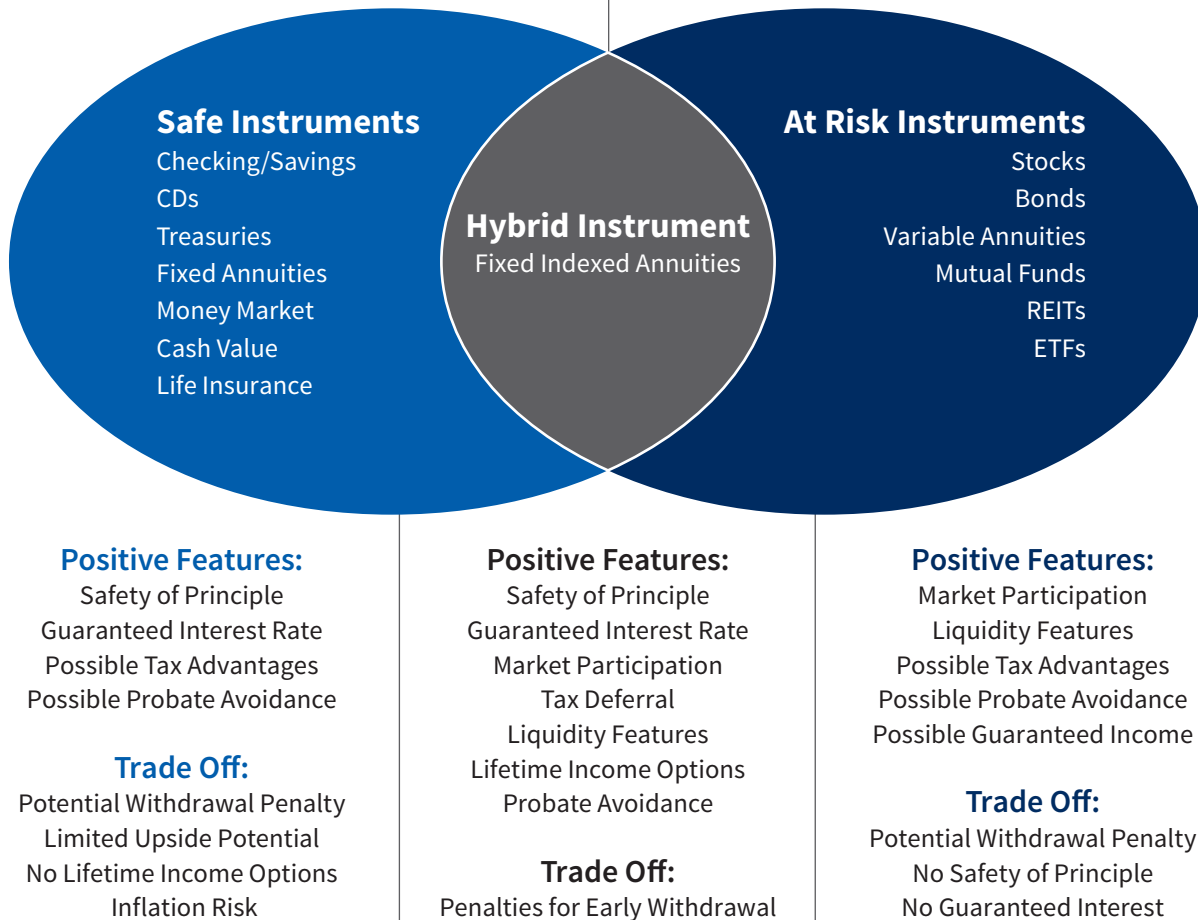 Safe Instruments
Checking/Savings
CDs
Treasuries
Fixed Annuities
Money Market
Cash Value
Life Insurance
Hybrid Instrument
Fixed Indexed Annuities
At Risk Instruments
Stocks
Bonds
Variable Annuities
Mutual Funds
REITs
ETFs
Positive Features:
Safety of Principle
Guaranteed Interest Rate
Possible Tax Advantages
Possible Probate Avoidance
Trade Off:
Potential Withdrawal Penalty
Limited Upside Potential
No Lifetime Income Options
Inflation Risk
Positive Features:
Safety of Principle
Guaranteed Interest Rate
Market Participation
Tax Deferral
Liquidity Features
Lifetime Income Options
Probate Avoidance
Trade Off:
Penalties for Early Withdrawal
Positive Features:
Market Participation
Liquidity Features
Possible Tax Advantages
Possible Probate Avoidance
Possible Guaranteed Income
Trade Off:
Potential Withdrawal Penalty
No Safety of Principle
No Guaranteed Interest